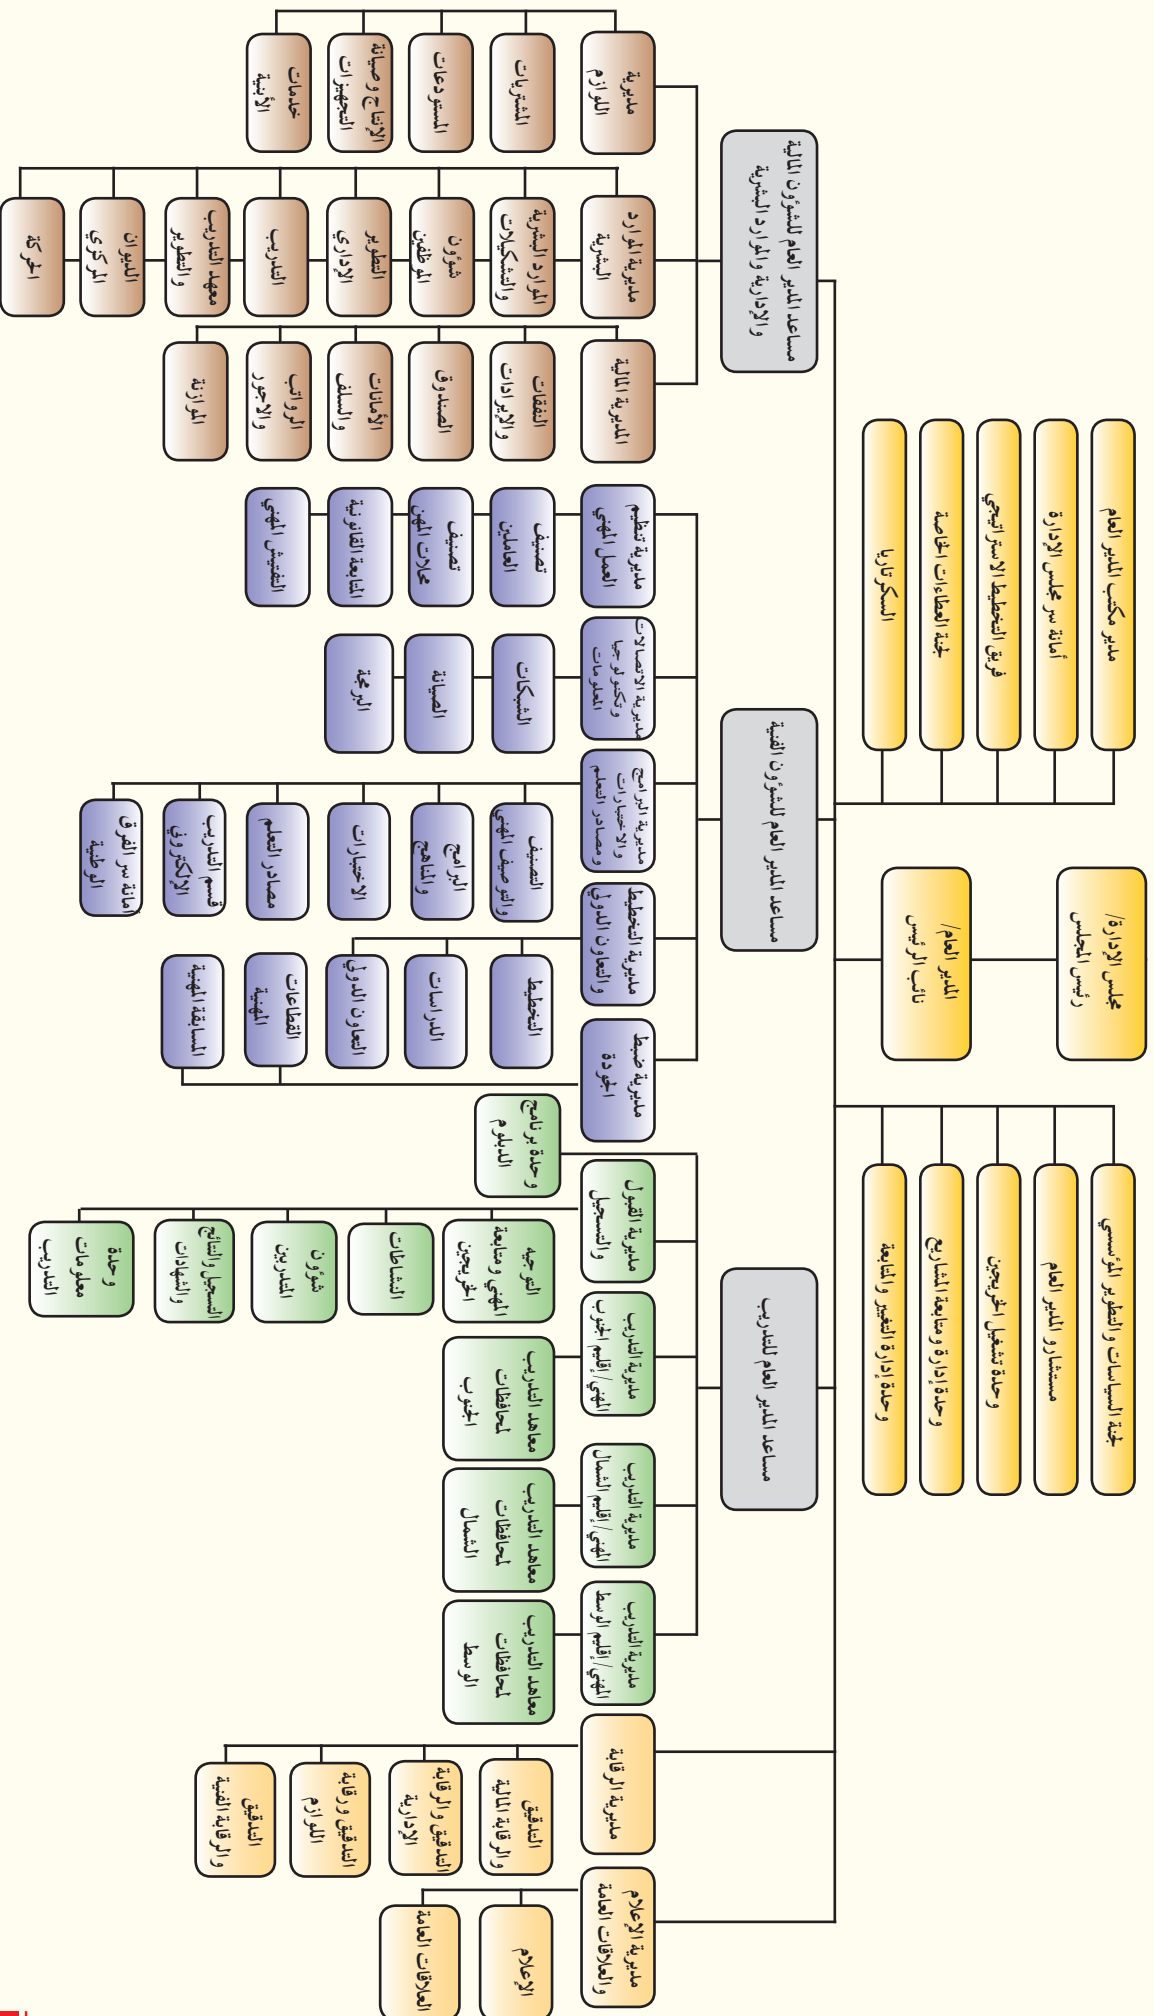 مجلس الإدارة/
رئيس المجلس
المدير العام/
نائب الرئيس
مدير مكتب المدير العام
أمانة سر مجلس الإدارة
فريق التخطيط الاستراتيجي
لجنة العطاءات الخاصة
السكرتاريا
لجنة السياسات والتطوير المؤسسي
مستشارو المدير العام
وحدة تشغيل الخريجين
وحدة إدارة ومتابعة المشاريع
وحدة إدارة التغيير والمتابعة
مساعد المدير العام للشؤون المالية
والإدارية والموارد البشرية
مديرية
اللوازم
المشتريات
المستودعات
الإنتاج وصيانة
التجهيزات
خدمات
الأبنية
مديرية الموارد
البشرية
الموارد البشرية
والتشكيلات
شؤون
الموظفين
التطوير
الإداري
التدريب
معهد التدريب
والتطوير
الديوان
المركزي
الحركة
المديرية المالية
النفقات
والإيرادات
الصندوق
الأمانات
والسلف
الرواتب
والاجور
الموازنة
مساعد المدير العام للشؤون الفنية
مديرية تنظيم
العمل المهني
تصنيف
العاملين
تصنيف
محلات المهن
المتابعة القانونية
التفتيش المهني
مديرية الاتصالات
وتكنولوجيا
المعلومات
الشبكات
الصيانة
البرمجة
مديرية البرامج
والاختبارات
ومصادر التعلم
التصنيف
والتوصيف المهني
البرامج
والمناهج
الاختبارات
مصادر التعلم
قسم التدريب
الإلكتروني
أمانة سر الفرق
الوطنية
مديرية التخطيط
والتعاون الدولي
التخطيط
الدراسات
التعاون الدولي
مديرية ضبط
الجودة
القطاعات
المهنية
المسابقة المهنية
مساعد المدير العام للتدريب
وحدة برنامج
الدبلوم
مديرية القبول
والتسجيل
التوجيه
المهني ومتابعة
الخريجين
النشاطات
شؤون
المتدربين
التسجيل والنتائج
والشهادات
وحدة
معلومات
التدريب
مديرية التدريب
المهني/إقليم الجنوب
معاهد التدريب
لمحافظات
الجنوب
مديرية التدريب
المهني/إقليم الشمال
معاهد التدريب
لمحافظات
الشمال
مديرية التدريب
المهني/إقليم الوسط
معاهد التدريب
لمحافظات
الوسط
مديرية الرقابة
التدقيق
والرقابة المالية
التدقيق والرقابة
الإدارية
التدقيق ورقابة
اللوازم
التدقيق
والرقابة الفنية
مديرية الإعلام
والعلاقات العامة
الإعلام
العلاقات العامة